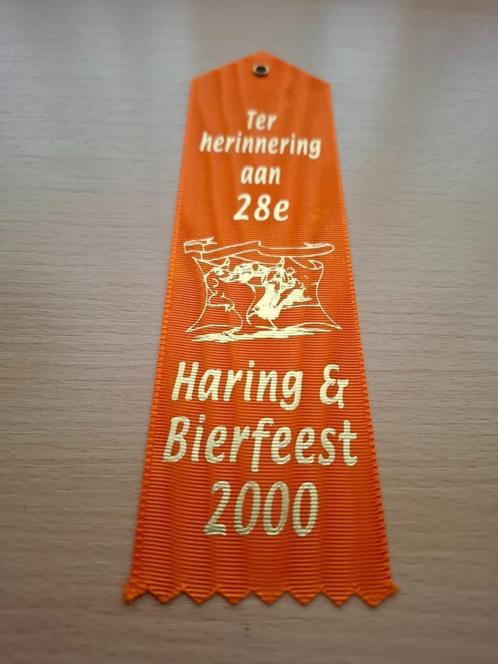 Ter
herinnering
aan
28e
Haring &
Bierfeest
2000